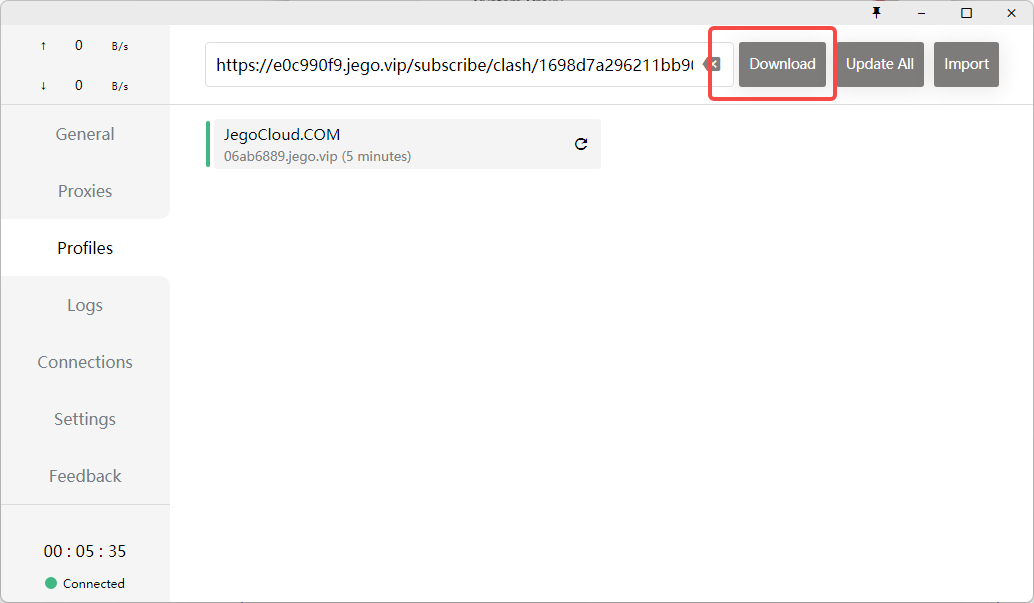 ↑ 0 B/s
↓ 0 B/s
https://e0c990f9.jego.vip/subscribe/clash/1698d7a296211bb9
Download
Update All
Import
General
Proxies
Profiles
Logs
Connections
Settings
Feedback
JegoCloud.COM
06ab6889.jego.vip (5 minutes)
00 : 05 : 35
Connected